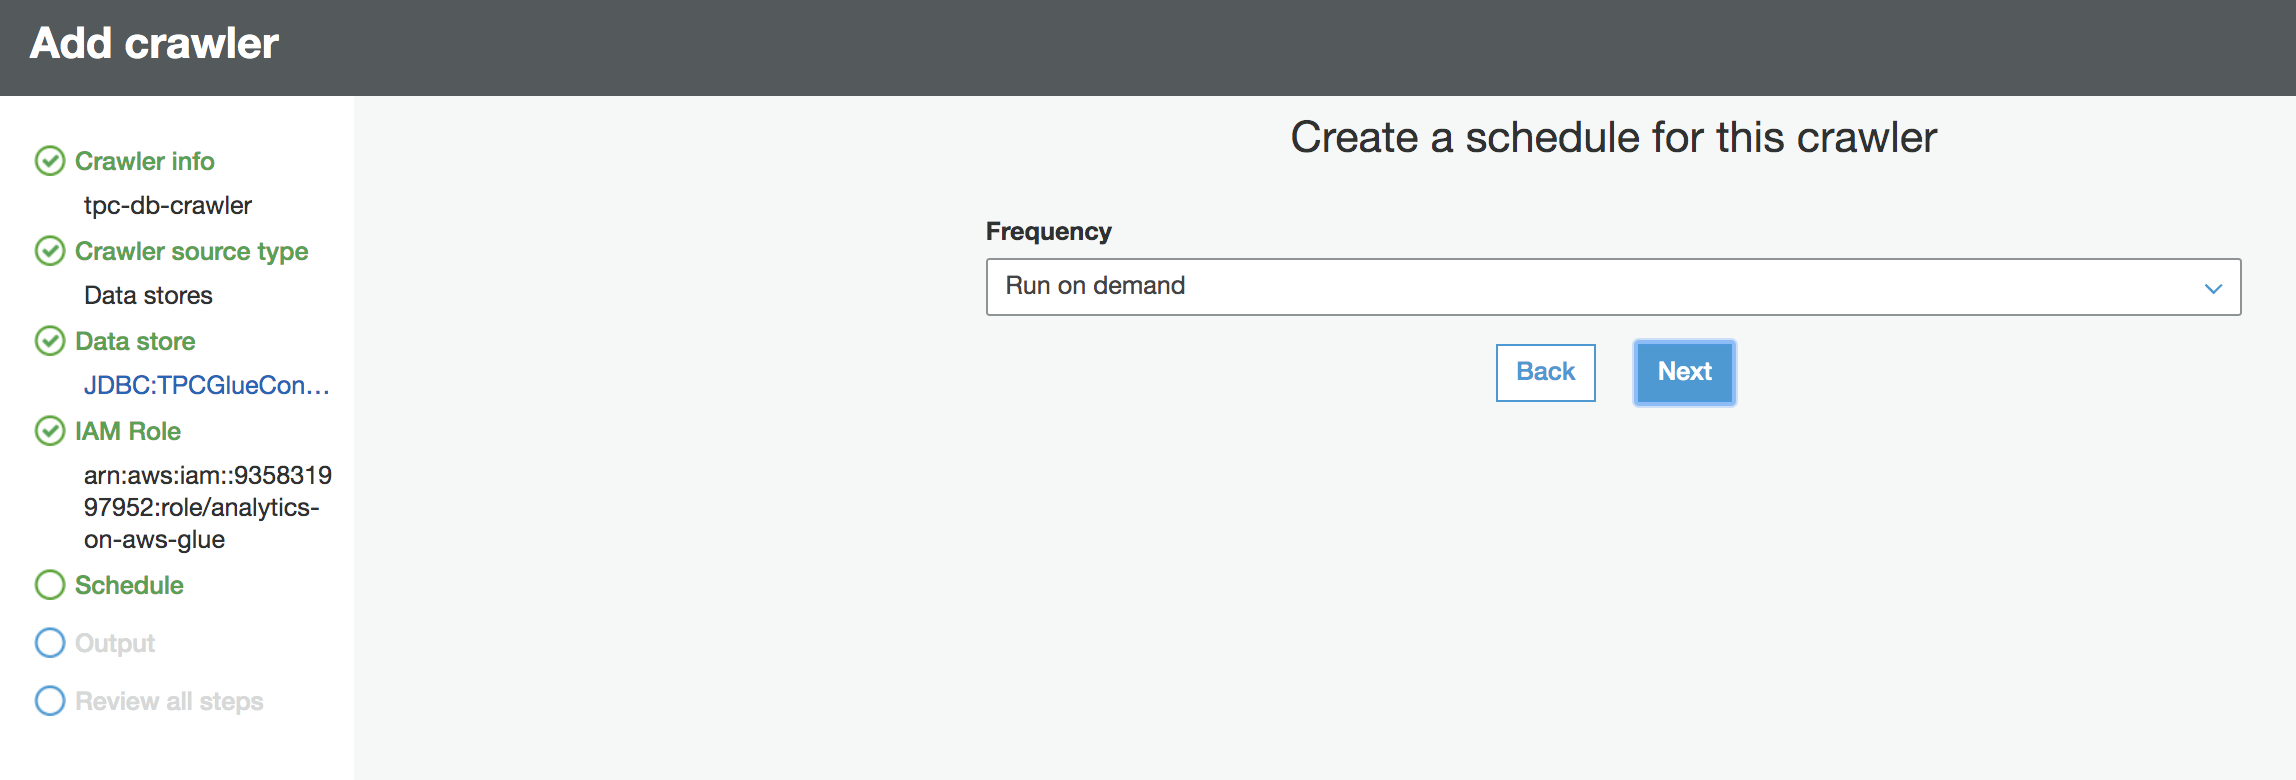 Add crawler
Crawler info
tpc-db-crawler
Crawler source type
Data stores
Data store
JDBC:TPCGlueCon...
IAM Role
arn:aws:iam::9358319
97952:role/analytics-
on-aws-glue
Schedule
Output
Review all steps
Create a schedule for this crawler
Frequency
Run on demand
Back
Next